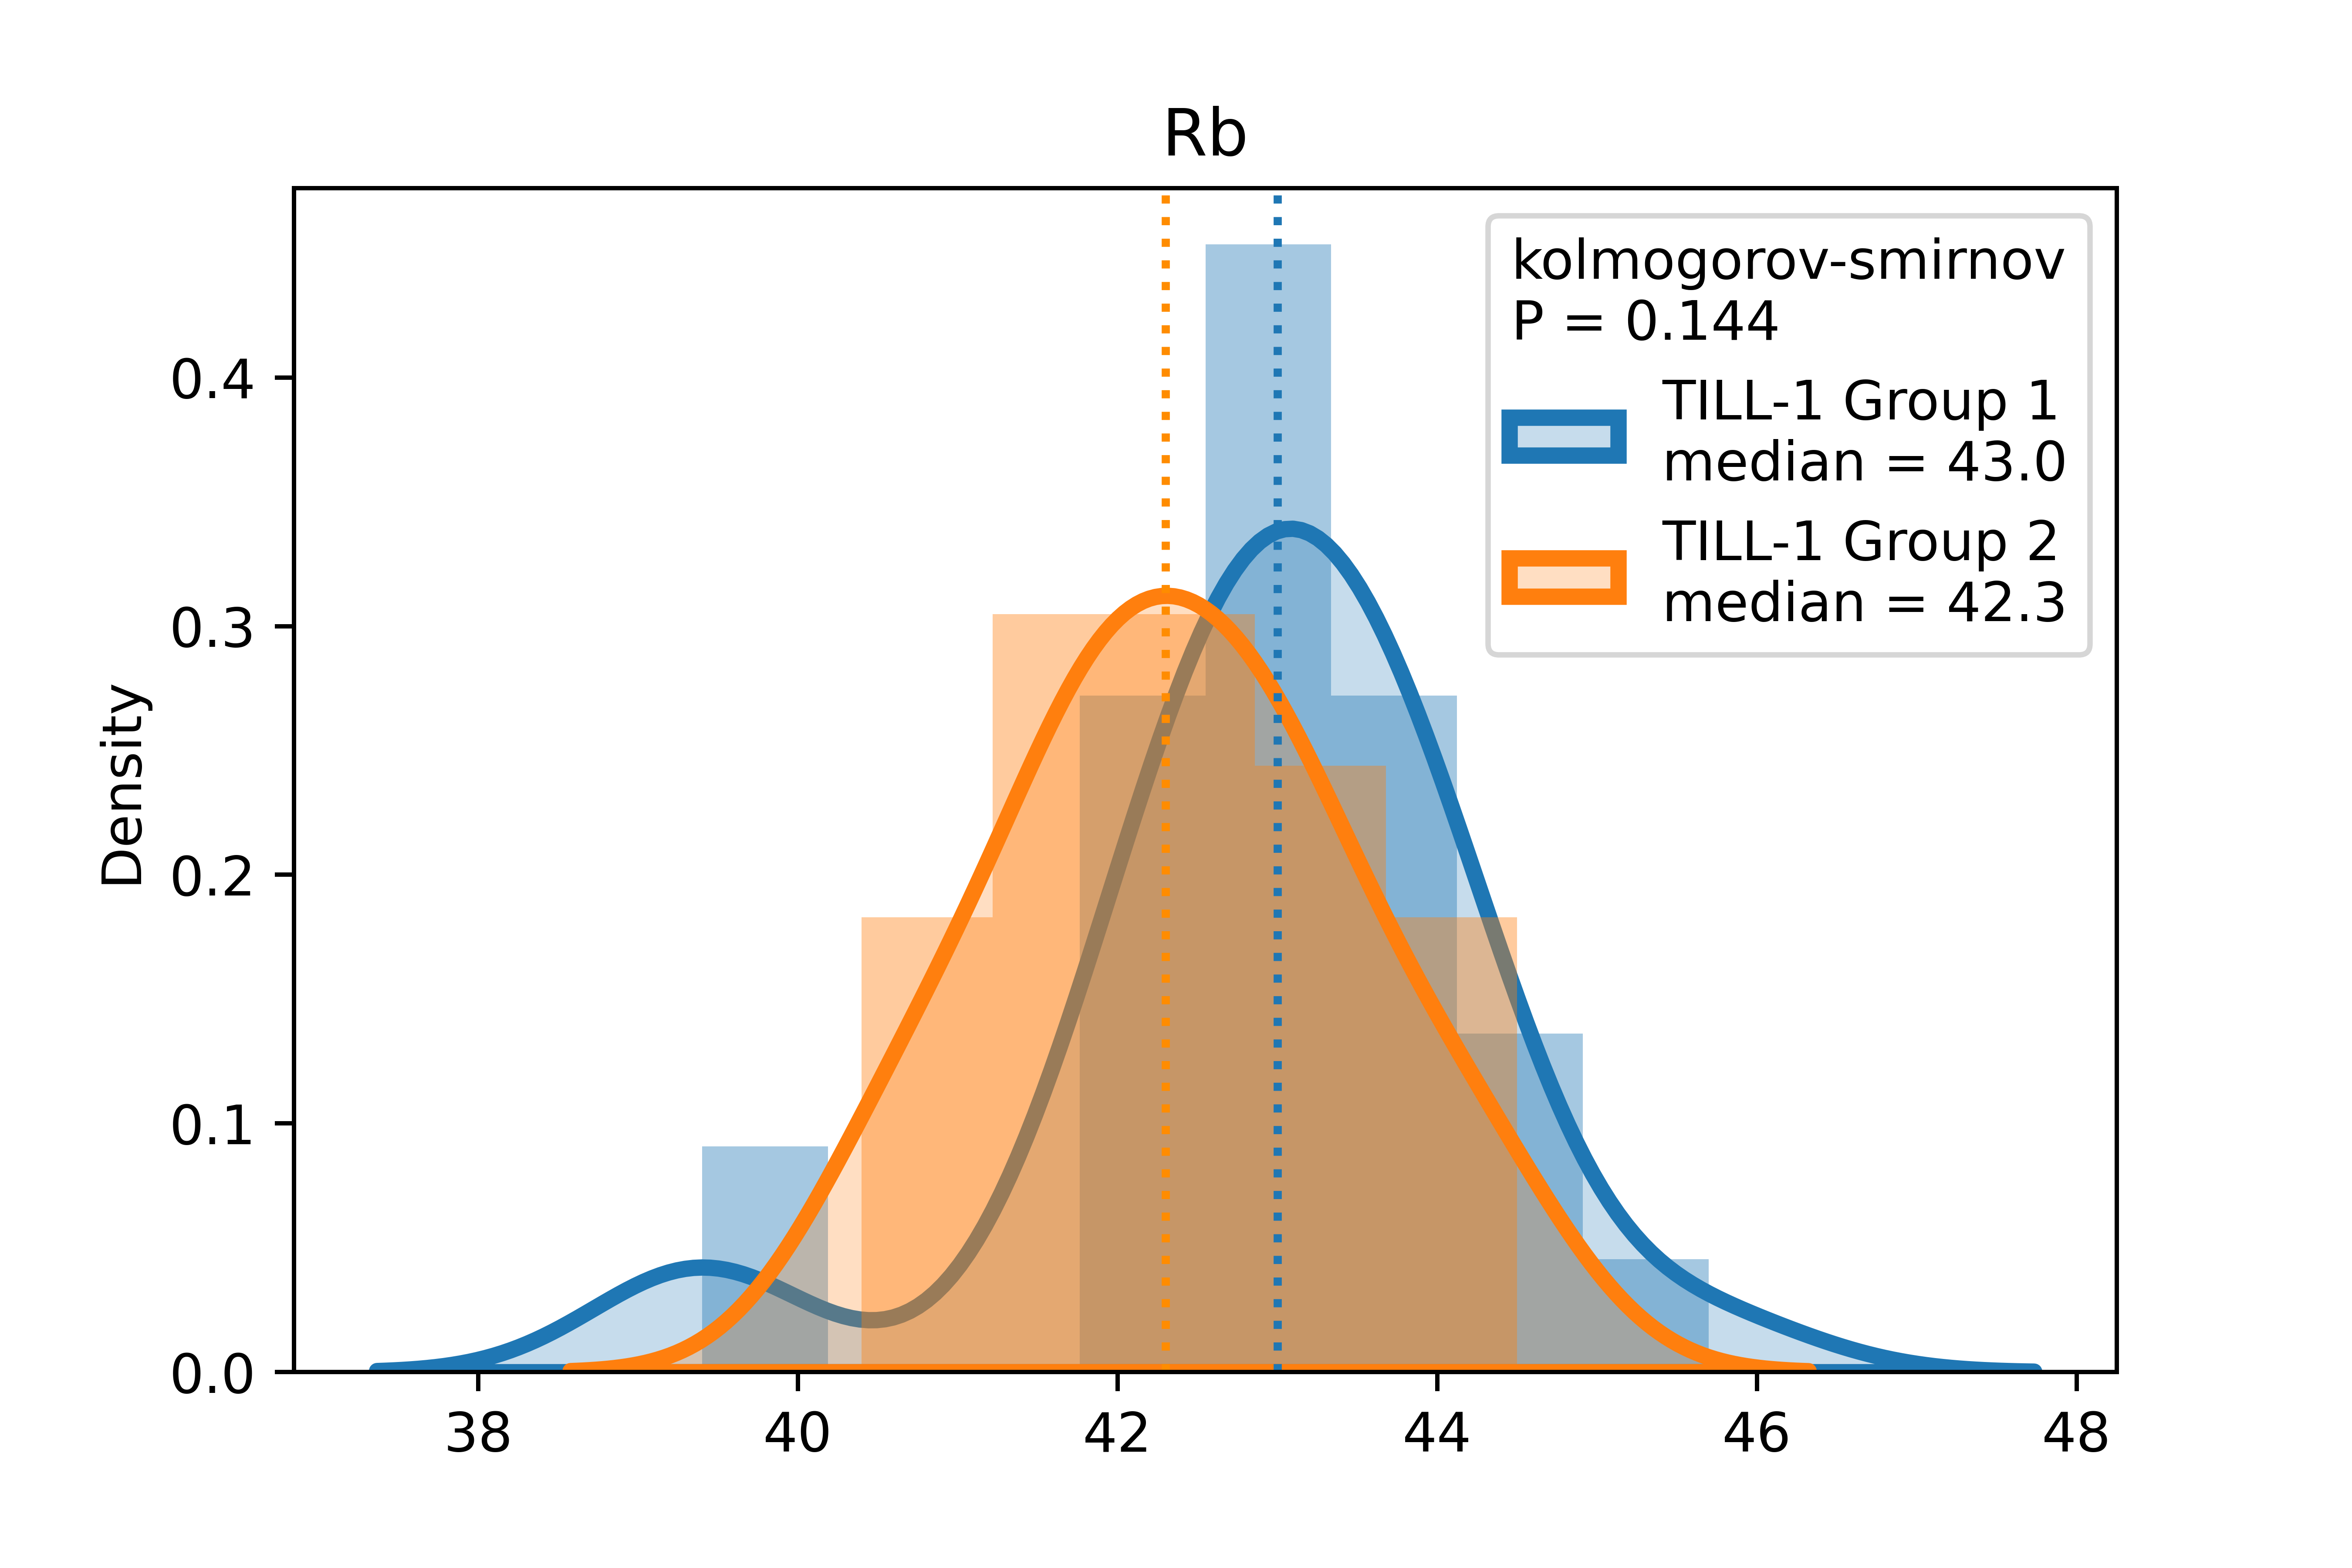 Rb
kolmogorov-smirnov
P = 0.144
TILL-1 Group 1
median = 43.0
TILL-1 Group 2
median = 42.3
Density
0.4
0.3
0.2
0.1
0.0
38 40 42 44 46 48